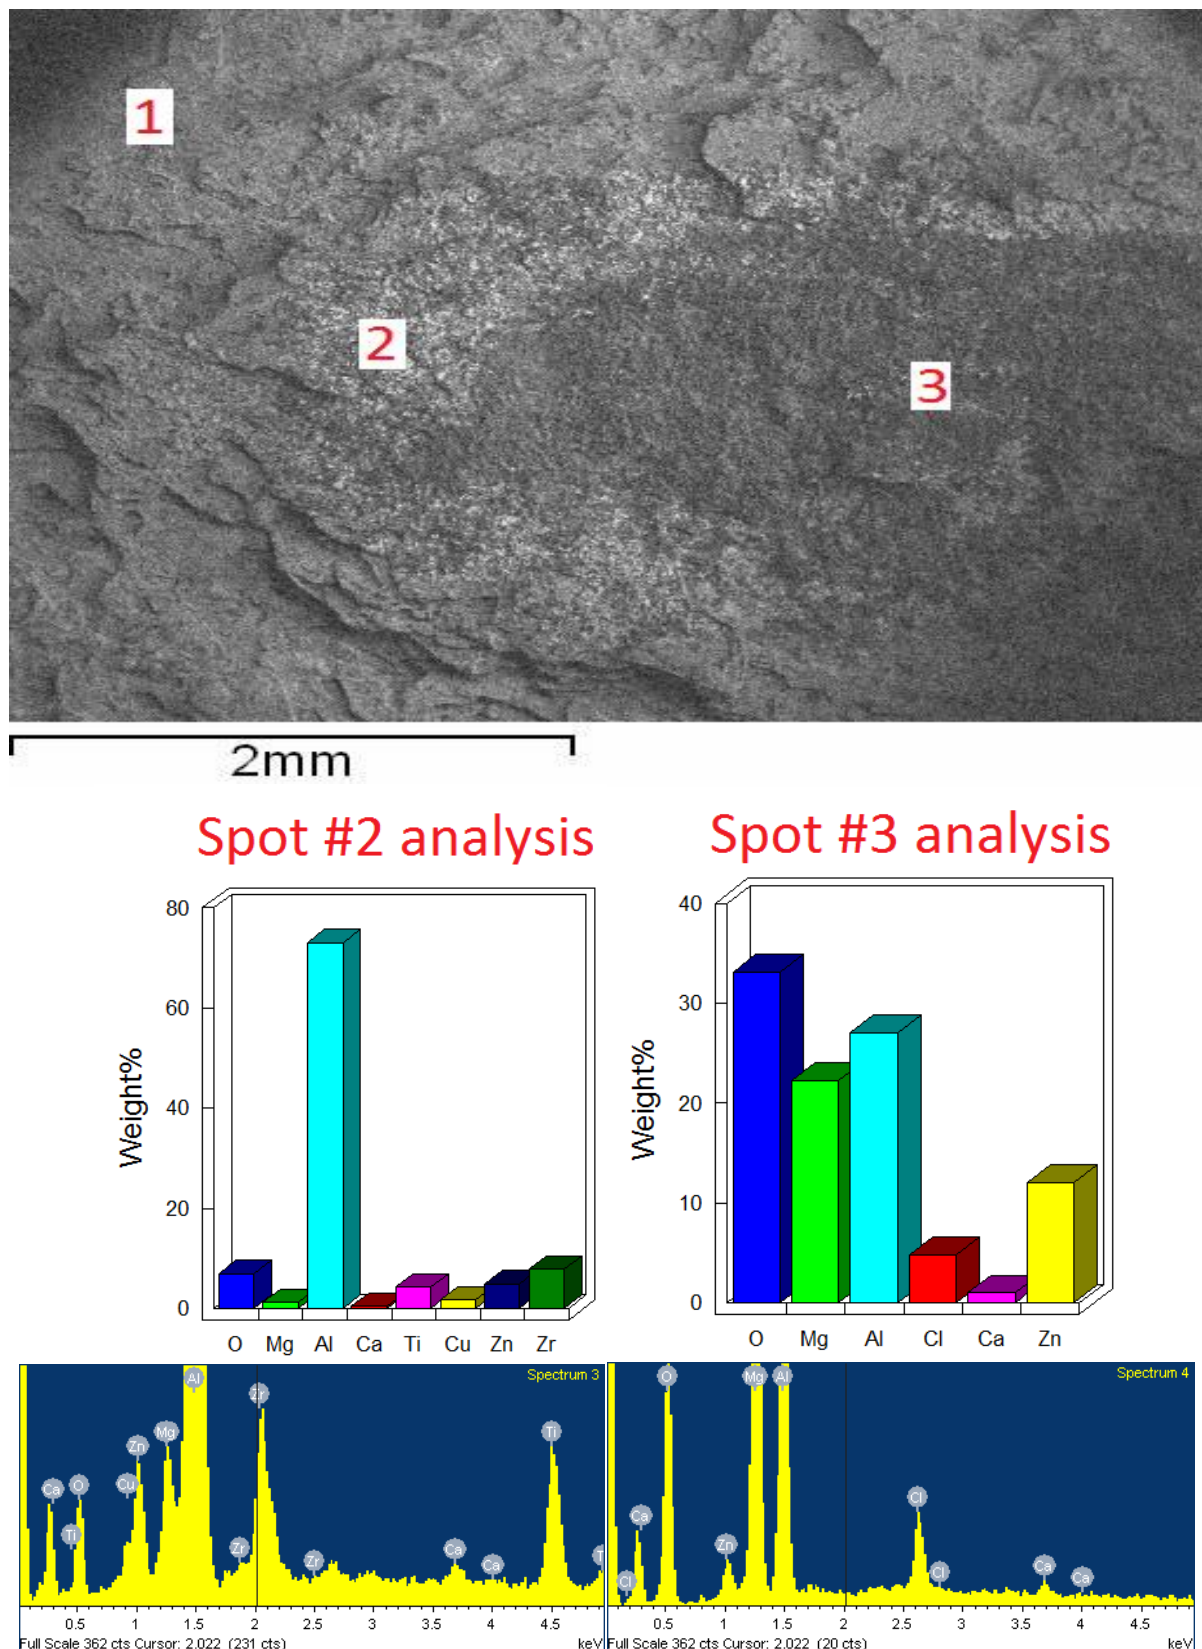 1
2
3
2mm
Spot #2 analysis
Spot #3 analysis
80
60
40
20
0
Weight%
O Mg Al Ca Ti Cu Zn Zr
40
30
20
10
0
Weight%
O Mg Al Cl Ca Zn
Spectrum 3
Al
Zr
Zn
Mg
Ti
Ca
O
Cu
Ti
Zr
Zr
Ca
Ca
T
0.5 1 1.5 2 2.5 3 3.5 4 4.5
Full Scale 362 cts Cursor: 2.022 (231 cts) keV
Spectrum 4
O
Mg
Al
Ca
Cl
Zn
Cl
Cl
Ca
Ca
0.5 1 1.5 2 2.5 3 3.5 4 4.5
Full Scale 362 cts Cursor: 2.022 (20 cts) keV